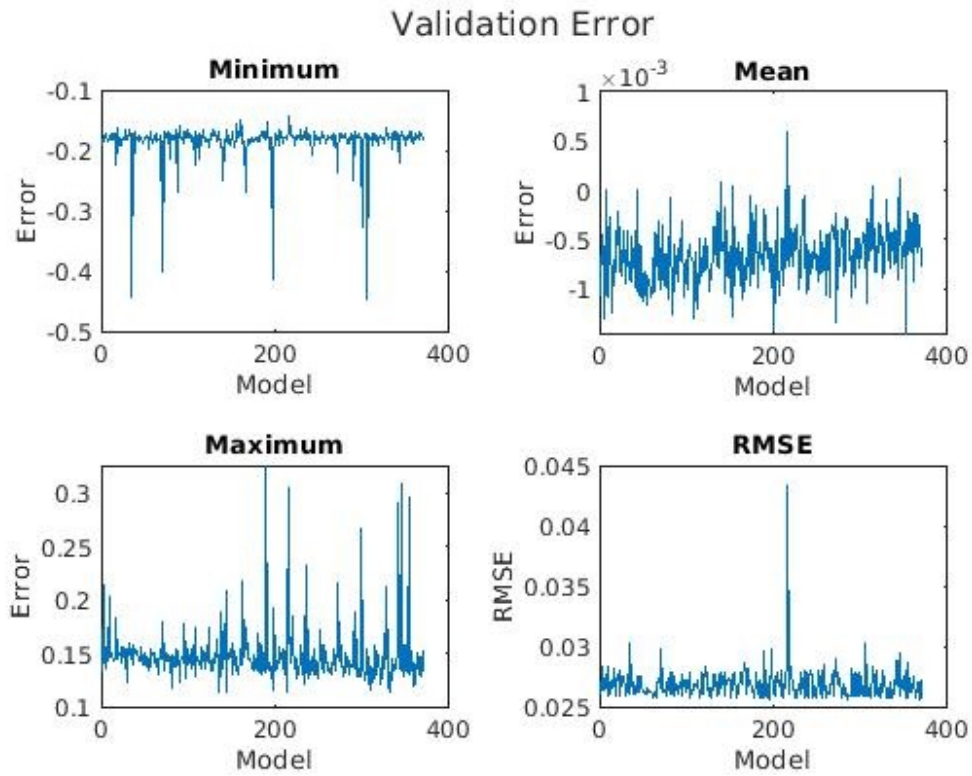 Validation Error
Minimum
-0.1
-0.2
-0.3
-0.4
-0.5
Error
0
200
400
Model
×10⁻³
Mean
1
0.5
0
-0.5
-1
Error
0
200
400
Model
Maximum
0.3
0.25
0.2
0.15
0.1
Error
0
200
400
Model
RMSE
0.045
0.04
0.035
0.03
0.025
RMSE
0
200
400
Model